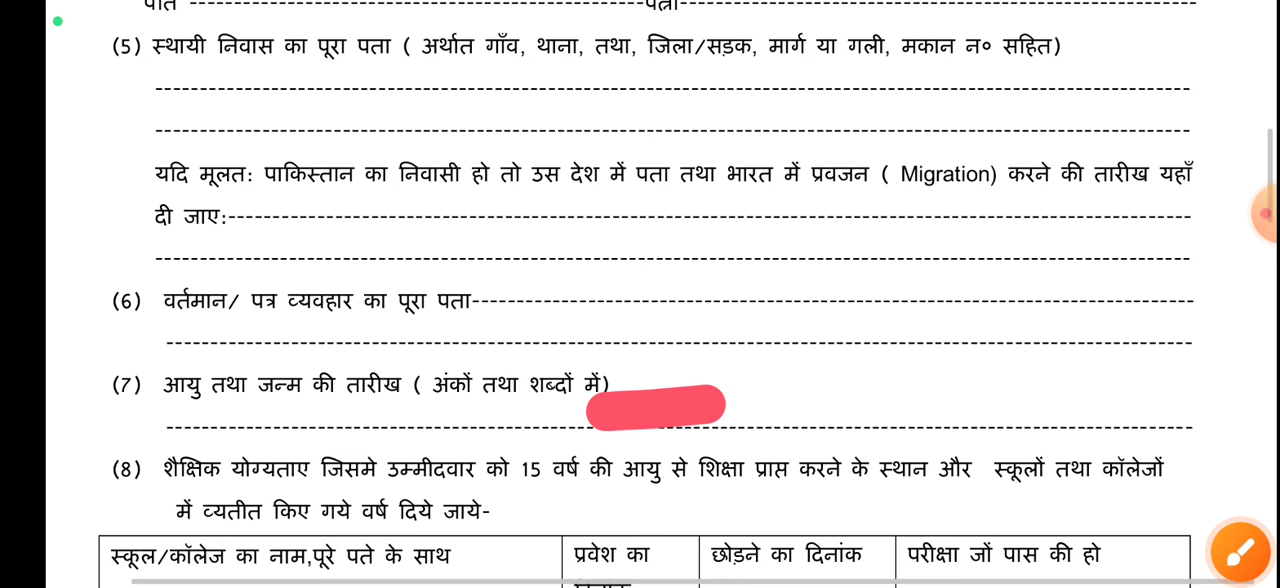 पति ---------------------------------------------------पत्नी----------------------------------------------------------
(5) स्थायी निवास का पूरा पता ( अर्थात गाँव, थाना, तथा, जिला/सड़क, मार्ग या गली, मकान न० सहित)
यदि मूलत: पाकिस्तान का निवासी हो तो उस देश में पता तथा भारत में प्रवजन ( Migration) करने की तारीख यहाँ
दी जाए:-
(6) वर्तमान/ पत्र व्यवहार का पूरा पता-
(7) आयु तथा जन्म की तारीख ( अंकों तथा शब्दों में)
(8) शैक्षिक योग्यताए जिसमे उम्मीदवार को 15 वर्ष की आयु से शिक्षा प्राप्त करने के स्थान और स्कूलों तथा कॉलेजों
में व्यतीत किए गये वर्ष दिये जाये-
स्कूल/कॉलेज का नाम,पूरे पते के साथ प्रवेश का छोड़ने का दिनांक परीक्षा जों पास की हो